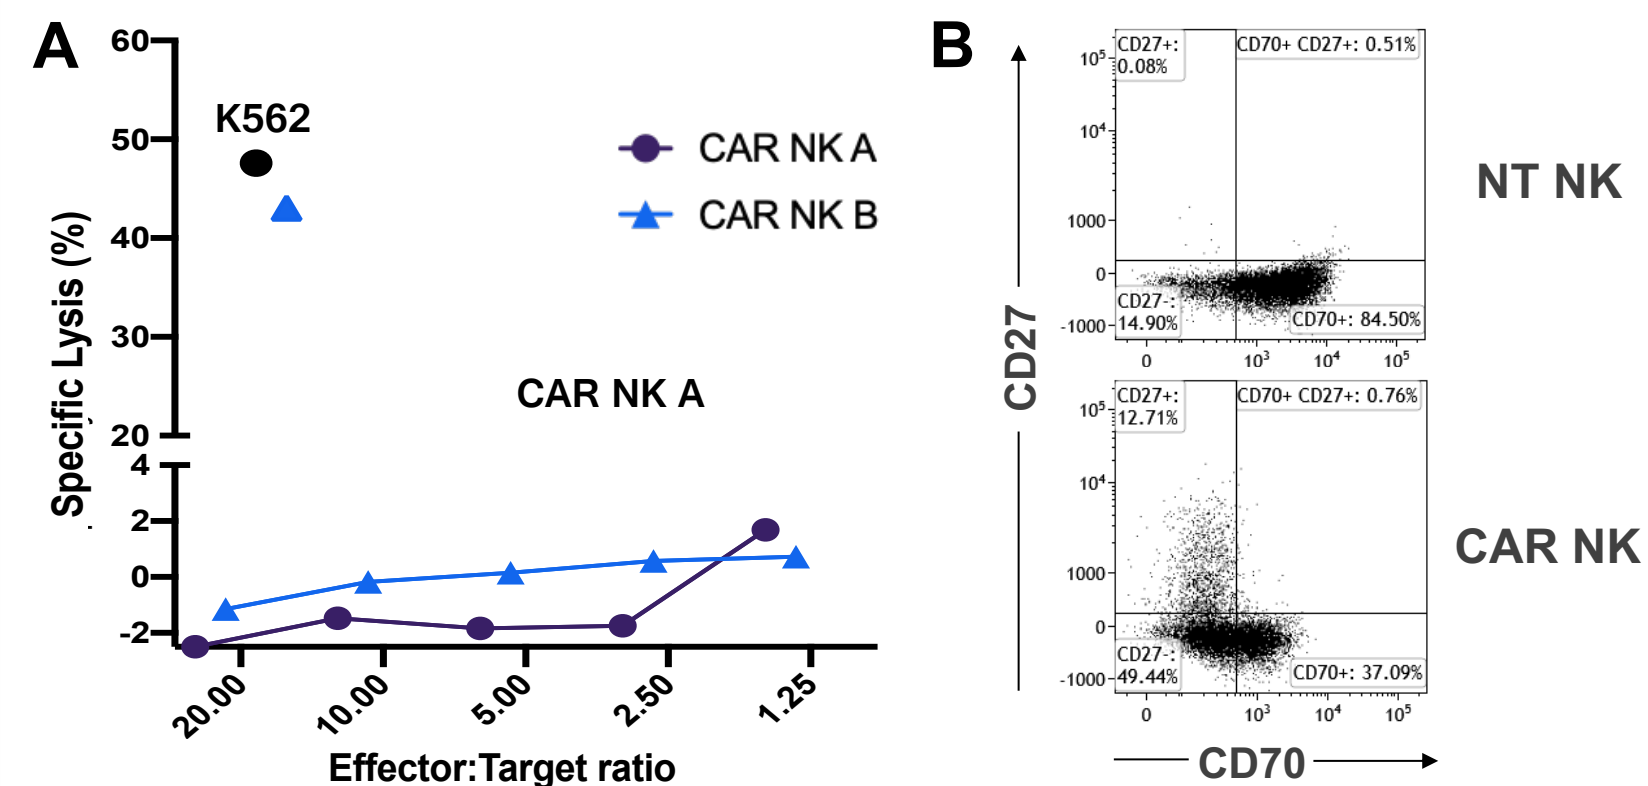 A
60
50
40
30
20
4
2
0
-2
Specific Lysis (%)
K562
CAR NK A
CAR NK B
CAR NK A
20.00
10.00
5.00
2.50
1.25
Effector:Target ratio
B
CD27
CD27+:
0.08%
CD70+ CD27+: 0.51%
10⁵
10⁴
1000
0
-1000
CD27-:
14.90%
CD70+: 84.50%
0
10³
10⁴
10⁵
NT NK
CD27+:
12.71%
CD70+ CD27+: 0.76%
10⁵
10⁴
1000
0
-1000
CD27-:
49.44%
CD70+: 37.09%
0
10³
10⁴
10⁵
CAR NK
CD70